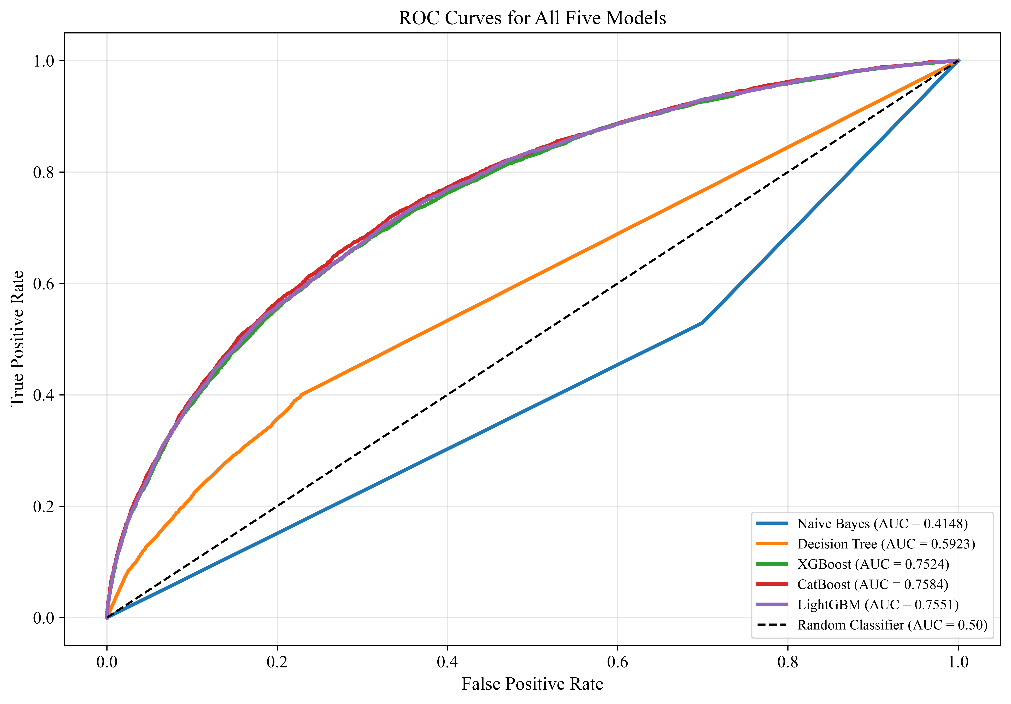 ROC Curves for All Five Models
True Positive Rate
1.0
0.8
0.6
0.4
0.2
0.0
0.0 0.2 0.4 0.6 0.8 1.0
False Positive Rate
Naive Bayes (AUC = 0.4148)
Decision Tree (AUC = 0.5923)
XGBoost (AUC = 0.7524)
CatBoost (AUC = 0.7584)
LightGBM (AUC = 0.7551)
Random Classifier (AUC = 0.50)